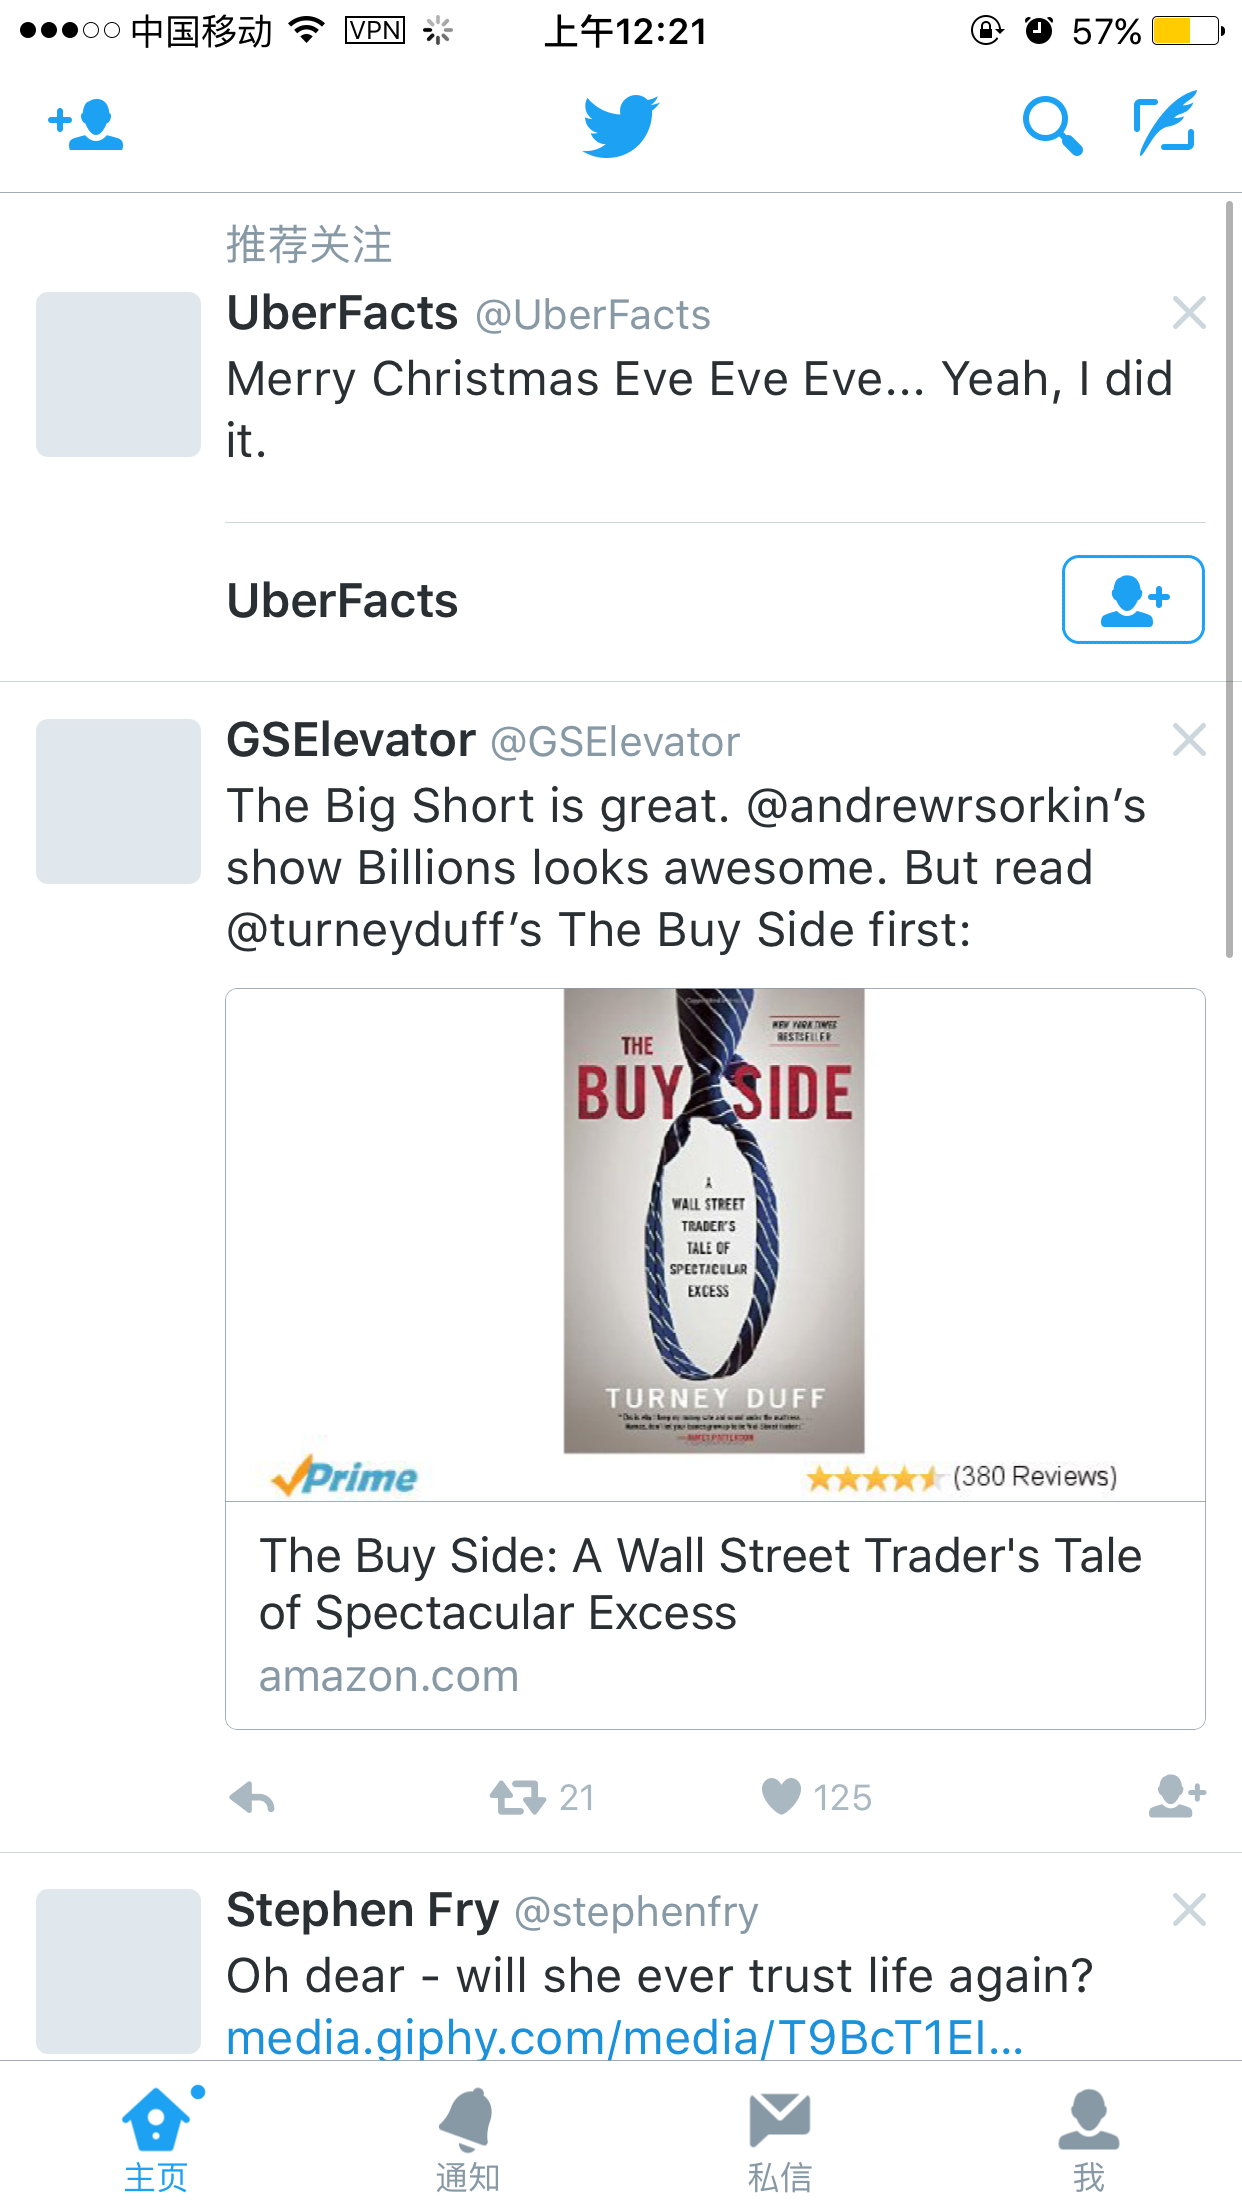 中国移动 VPN 上午12:21 57%
推荐关注
UberFacts @UberFacts
Merry Christmas Eve Eve Eve... Yeah, I did
it.
UberFacts
GSElevator @GSElevator
The Big Short is great. @andrewrsorkin’s
show Billions looks awesome. But read
@turneyduff’s The Buy Side first:
NEW YORK TIMES
BESTSELLER
THE
BUY SIDE
A
WALL STREET
TRADER'S
TALE OF
SPECTACULAR
EXCESS
TURNEY DUFF
Prime (380 Reviews)
The Buy Side: A Wall Street Trader's Tale
of Spectacular Excess
amazon.com
21 125
Stephen Fry @stephenfry
Oh dear - will she ever trust life again?
media.giphy.com/media/T9BcT1EI...
主页 通知 私信 我